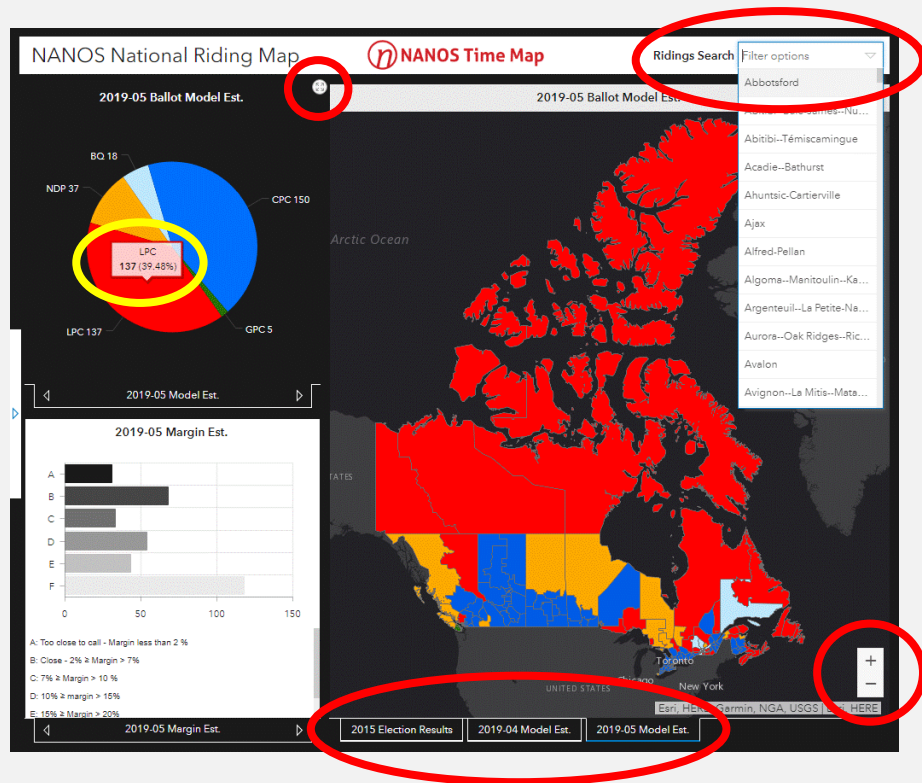 NANOS National Riding Map
NANOS Time Map
Ridings Search
Filter options
Abbotsford
Abitibi--Témiscamingue
Acadie--Bathurst
Ahuntsic-Cartierville
Ajax
Alfred-Pellan
Algoma--Manitoulin--Ka...
Argenteuil--La Petite-Na...
Aurora--Oak Ridges--Ric...
Avalon
Avignon--La Mitis--Mata...
2019-05 Ballot Model Est.
BQ 18
NDP 37
CPC 150
LPC
137 (39.48%)
LPC 137
GPC 5
2019-05 Model Est.
2019-05 Margin Est.
A
B
C
D
E
F
0 50 100 150
A: Too close to call - Margin less than 2 %
B: Close - 2% ≧ Margin > 7%
C: 7% ≧ Margin > 10 %
D: 10% ≧ margin > 15%
E: 15% ≧ Margin > 20%
2019-05 Margin Est.
2019-05 Ballot Model Est.
Arctic Ocean
TATES
Toronto
New York
UNITED STATES
Esri, HERE, Garmin, NGA, USGS | Esri, HERE
+
−
2015 Election Results
2019-04 Model Est.
2019-05 Model Est.